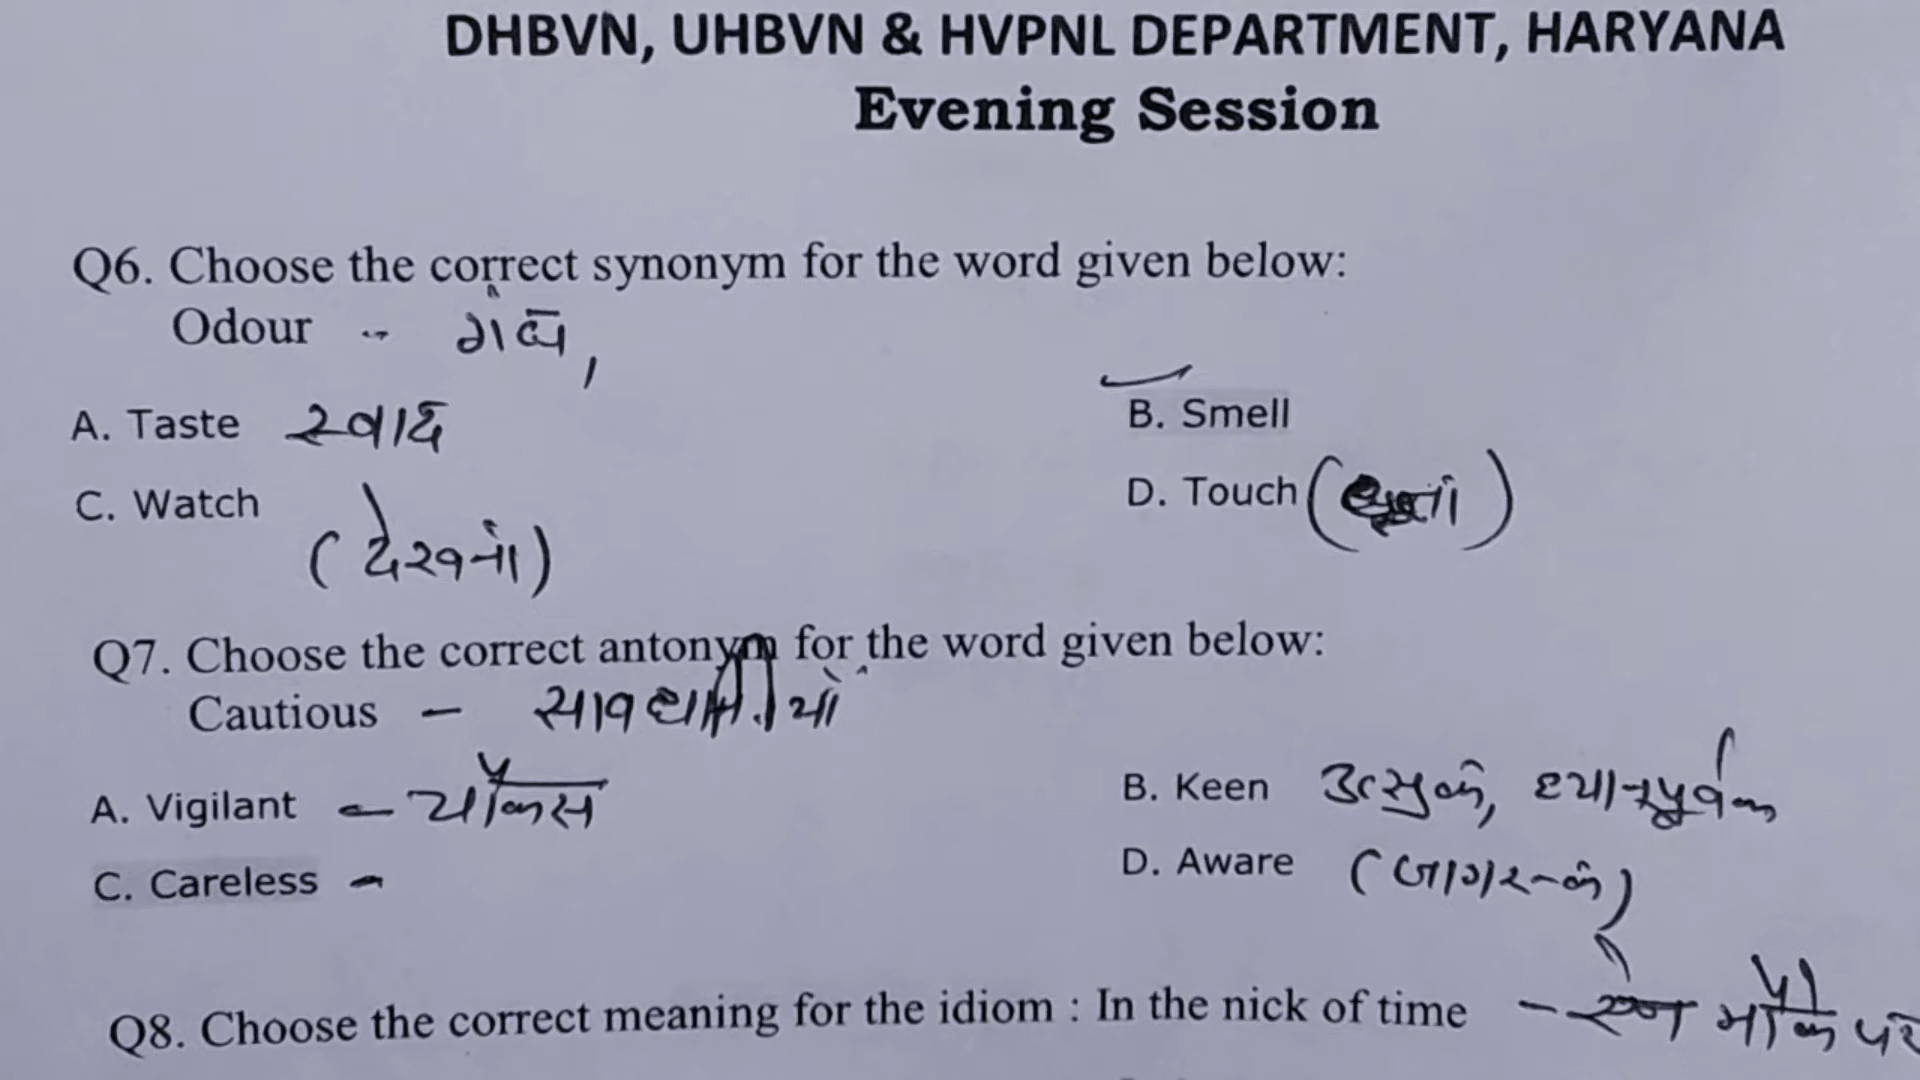 DHBVN, UHBVN & HVPNL DEPARTMENT, HARYANA
Evening Session
Q6. Choose the correct synonym for the word given below:
Odour -- गंध,
A. Taste स्वाद
B. Smell
C. Watch (देखना)
D. Touch
Q7. Choose the correct antonym for the word given below:
Cautious -
A. Vigilant - चौकस
B. Keen उत्सुक,
C. Careless -
D. Aware
Q8. Choose the correct meaning for the idiom : In the nick of time -